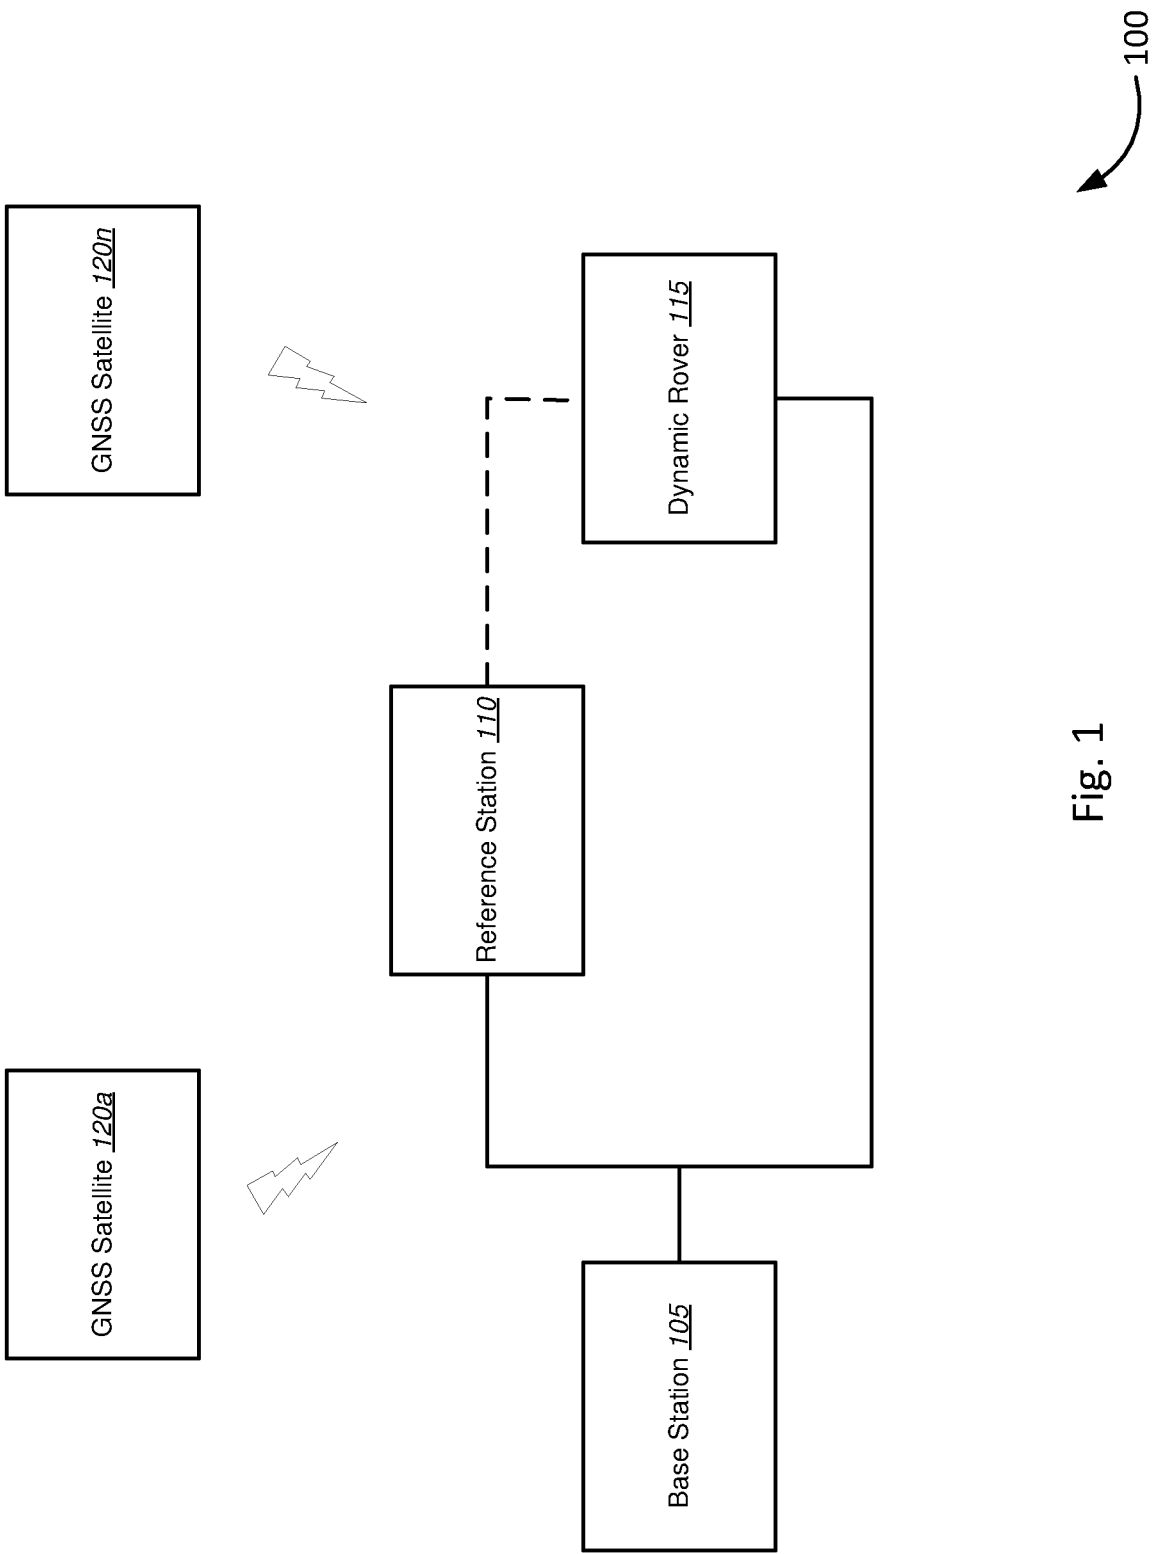 GNSS Satellite 120a
GNSS Satellite 120n
Reference Station 110
Base Station 105
Dynamic Rover 115
Fig. 1
100